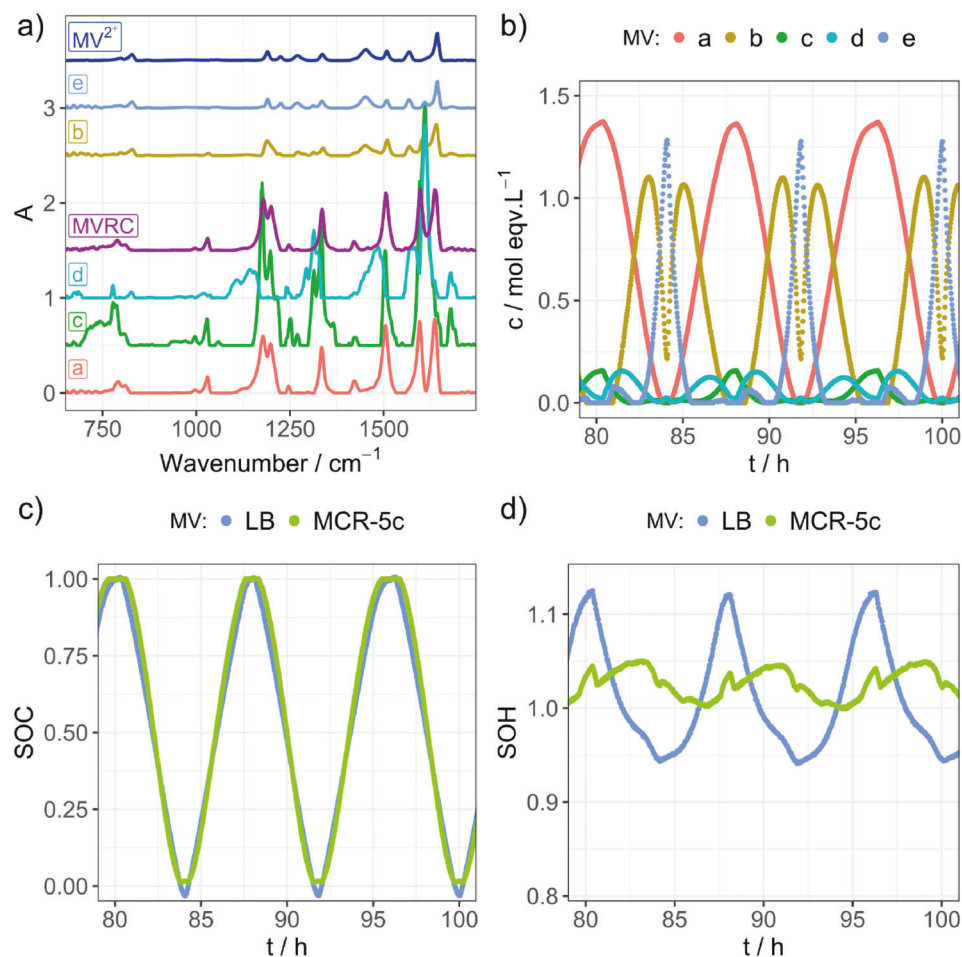 a)
MV²⁺
e
b
MVRC
d
c
a
3
2
1
0
A
750
1000
1250
1500
Wavenumber / cm⁻¹
b)
MV: a b c d e
1.5
1.0
0.5
0.0
c / mol eqv.L⁻¹
80
85
90
95
100
t / h
c)
MV: LB MCR-5c
1.00
0.75
0.50
0.25
0.00
SOC
80
85
90
95
100
t / h
d)
MV: LB MCR-5c
1.1
1.0
0.9
0.8
SOH
80
85
90
95
100
t / h